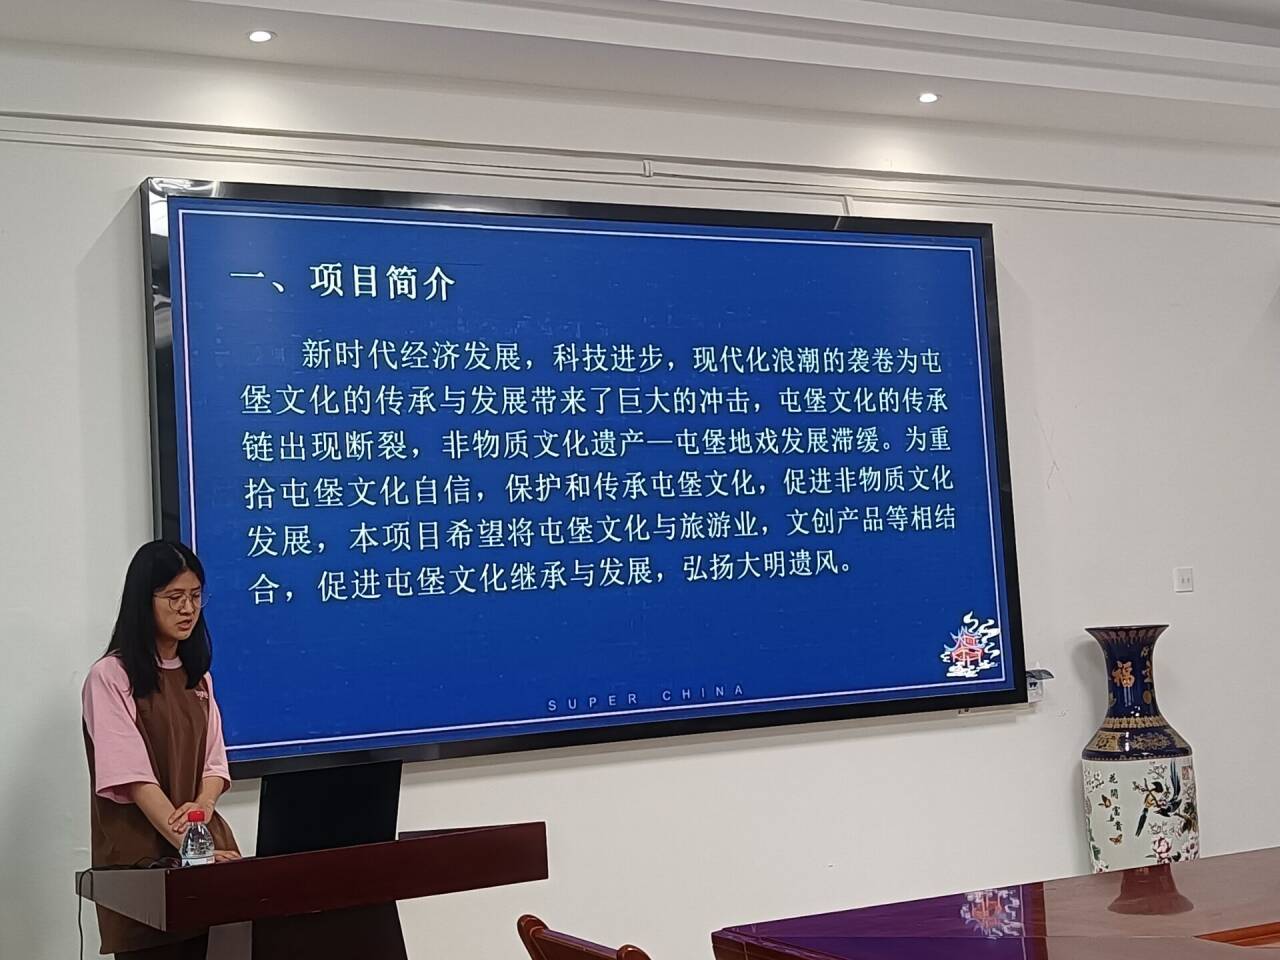 一、项目简介
新时代经济发展，科技进步，现代化浪潮的袭卷为屯
堡文化的传承与发展带来了巨大的冲击，屯堡文化的传承
链出现断裂，非物质文化遗产—屯堡地戏发展滞缓。为重
拾屯堡文化自信，保护和传承屯堡文化，促进非物质文化
发展，本项目希望将屯堡文化与旅游业，文创产品等相结
合，促进屯堡文化继承与发展，弘扬大明遗风。
SUPER CHINA
福
花開富貴